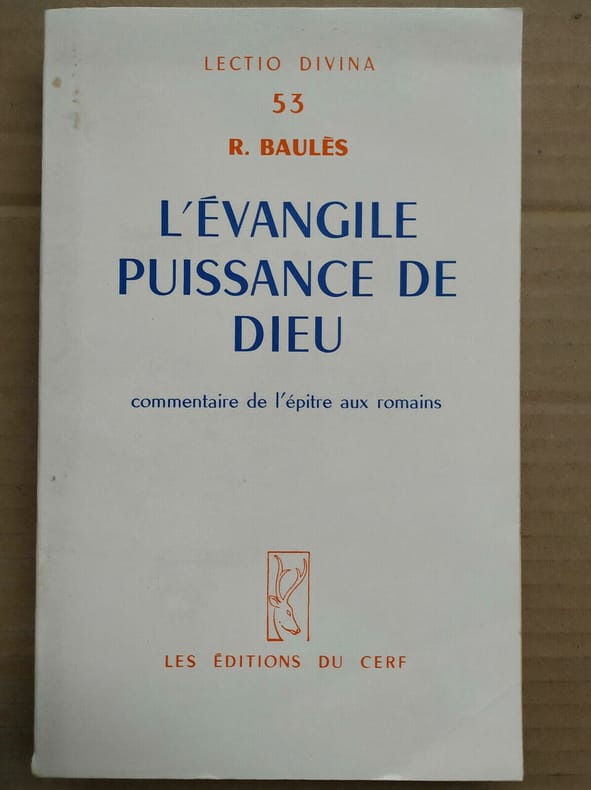 LECTIO DIVINA
53
R. BAULÈS
L'ÉVANGILE
PUISSANCE DE
DIEU
commentaire de l'épitre aux romains
LES ÉDITIONS DU CERF